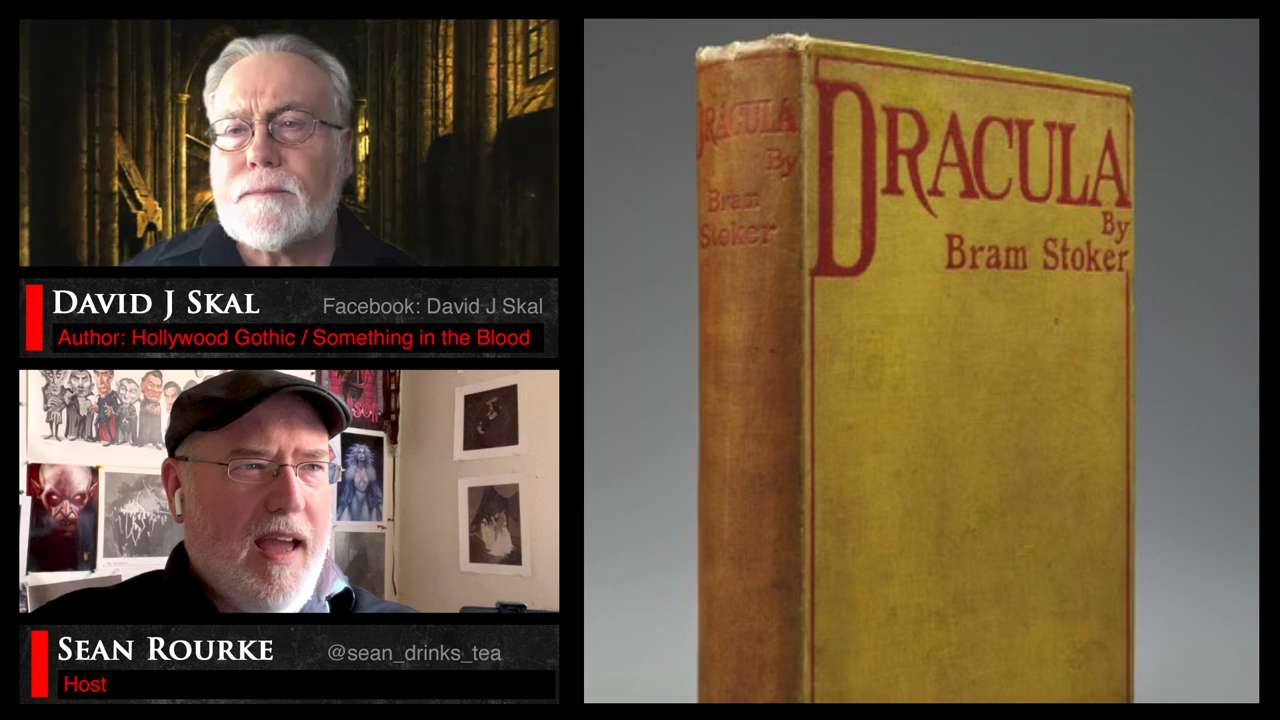 DAVID J SKAL
Facebook: David J Skal
Author: Hollywood Gothic / Something in the Blood
SEAN ROURKE
@sean_drinks_tea
Host
DRACULA
By
Bram
Stoker
DRACULA
By
Bram Stoker